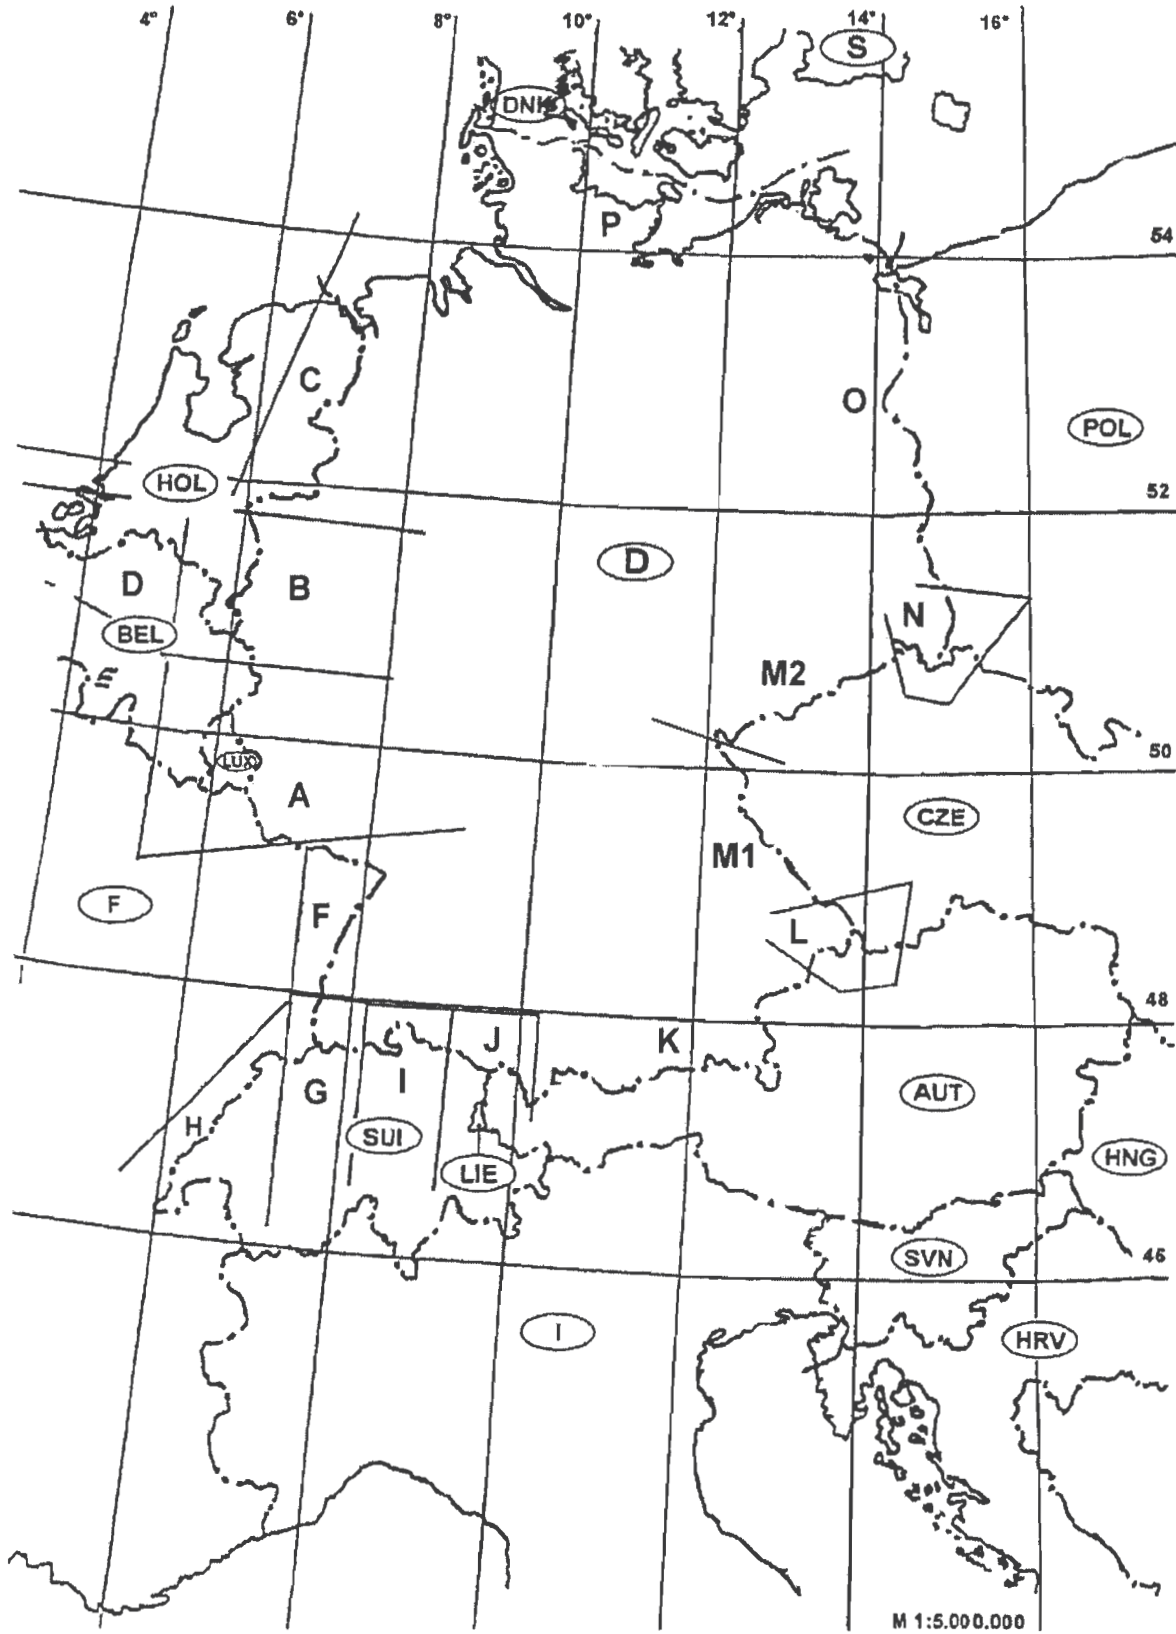 4° 6° 8° 10° 12° 14° 16°
S
DNK
P
54
C
O
POL
HOL
52
D
D
B
N
BEL
M2
E
50
LUX
A
CZE
M1
F
F
L
48
J
K
I
G
AUT
H
SUI
HNG
LIE
SVN
46
I
HRV
M 1:5.000.000